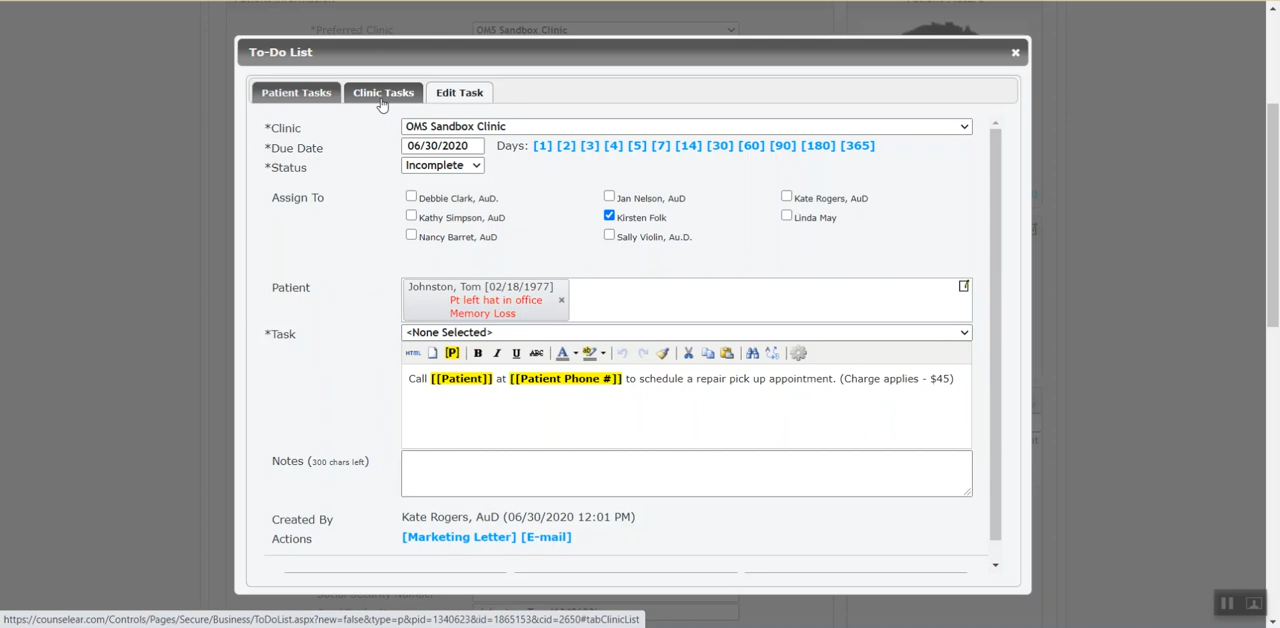 *Preferred Clinic OMS Sandbox Clinic
To-Do List
Patient Tasks Clinic Tasks Edit Task
*Clinic OMS Sandbox Clinic
*Due Date 06/30/2020 Days: [1] [2] [3] [4] [5] [7] [14] [30] [60] [90] [180] [365]
*Status Incomplete
Assign To Debbie Clark, AuD. Jan Nelson, AuD Kate Rogers, AuD
Kathy Simpson, AuD Kirsten Folk Linda May
Nancy Barret, AuD Sally Violin, Au.D.
Patient Johnston, Tom [02/18/1977]
Pt left hat in office
Memory Loss
*Task <None Selected>
HTML [P] B I U ABC A
Call [[Patient]] at [[Patient Phone #]] to schedule a repair pick up appointment. (Charge applies - $45)
Notes (300 chars left)
Created By Kate Rogers, AuD (06/30/2020 12:01 PM)
Actions [Marketing Letter] [E-mail]
Social Security Number
https://counselear.com/Controls/Pages/Secure/Business/ToDoList.aspx?new=false&type=p&pid=1340623&id=1865153&cid=2650#tabClinicList